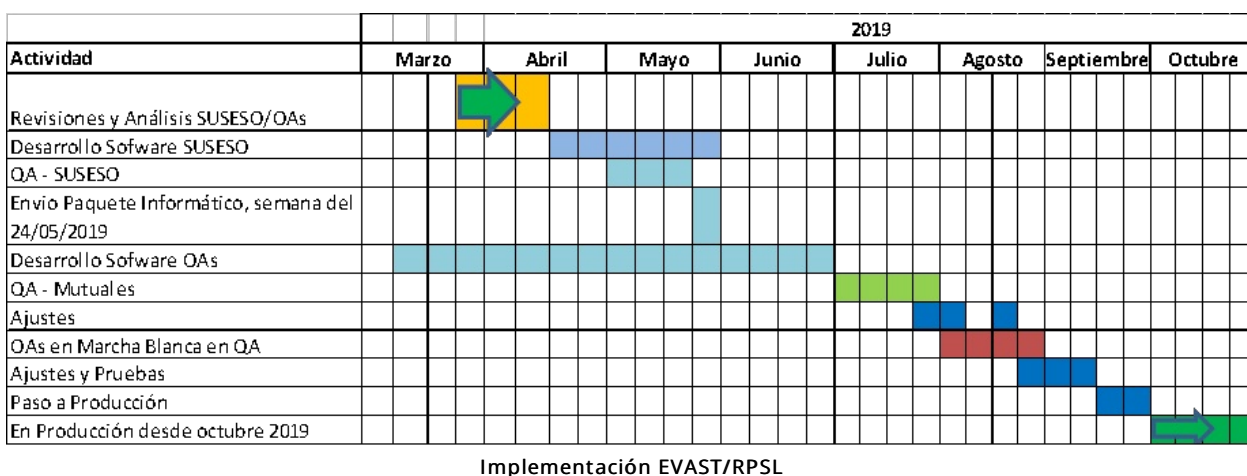 2019
Actividad Marzo Abril Mayo Junio Julio Agosto Septiembre Octubre
Revisiones y Análisis SUSESO/OAs
Desarrollo Sofware SUSESO
QA - SUSESO
Envio Paquete Informático, semana del
24/05/2019
Desarrollo Sofware OAs
QA - Mutuales
Ajustes
OAs en Marcha Blanca en QA
Ajustes y Pruebas
Paso a Producción
En Producción desde octubre 2019
Implementación EVAST/RPSL